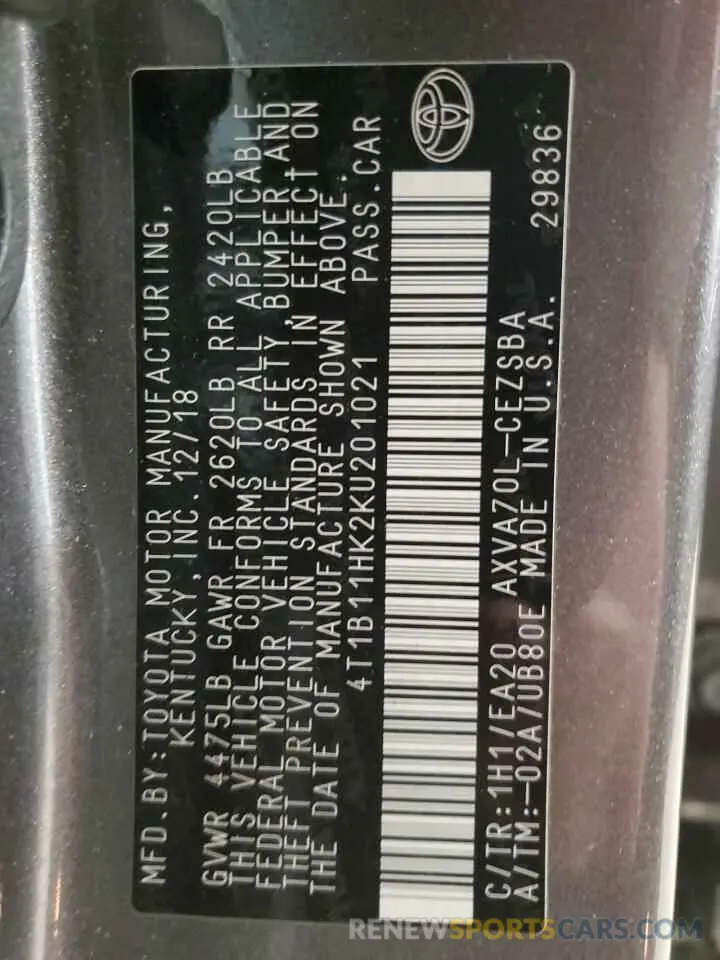 MFD.BY:TOYOTA MOTOR MANUFACTURING,
KENTUCKY, INC. 12/18
GVWR 4475LB GAWR FR 2620LB RR 2420LB
THIS VEHICLE CONFORMS TO ALL APPLICABLE
FEDERAL MOTOR VEHICLE SAFETY, BUMPER, AND
THEFT PREVENTION STANDARDS IN EFFECT ON
THE DATE OF MANUFACTURE SHOWN ABOVE.
4T1B11HK2KU201021 PASS.CAR
C/TR:1H1/EA20 AXVA70L-CEZSBA
A/TM:-02A/UB80E MADE IN U.S.A.
29836
RENEWSPORTSCARS.COM